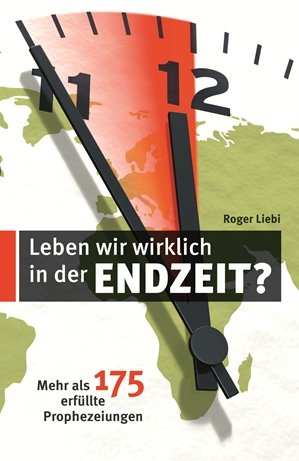 11 12
Roger Liebi
Leben wir wirklich
in der ENDZEIT?
Mehr als 175
erfüllte
Prophezeiungen